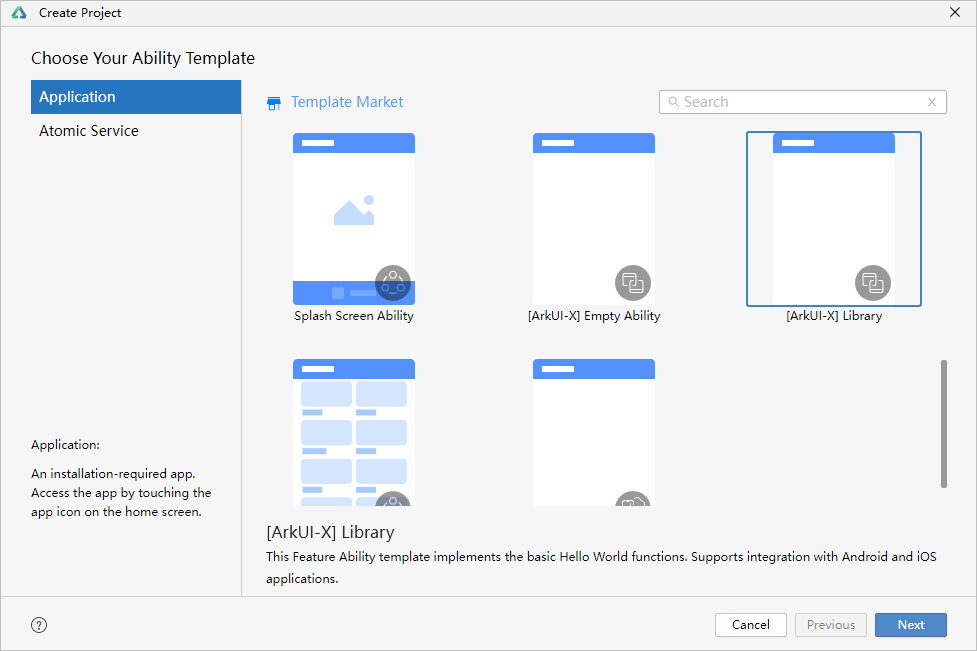 Create Project
Choose Your Ability Template
Application
Atomic Service
Template Market
Search
Splash Screen Ability
[ArkUI-X] Empty Ability
[ArkUI-X] Library
Application:
An installation-required app.
Access the app by touching the
app icon on the home screen.
[ArkUI-X] Library
This Feature Ability template implements the basic Hello World functions. Supports integration with Android and iOS
applications.
Cancel
Previous
Next